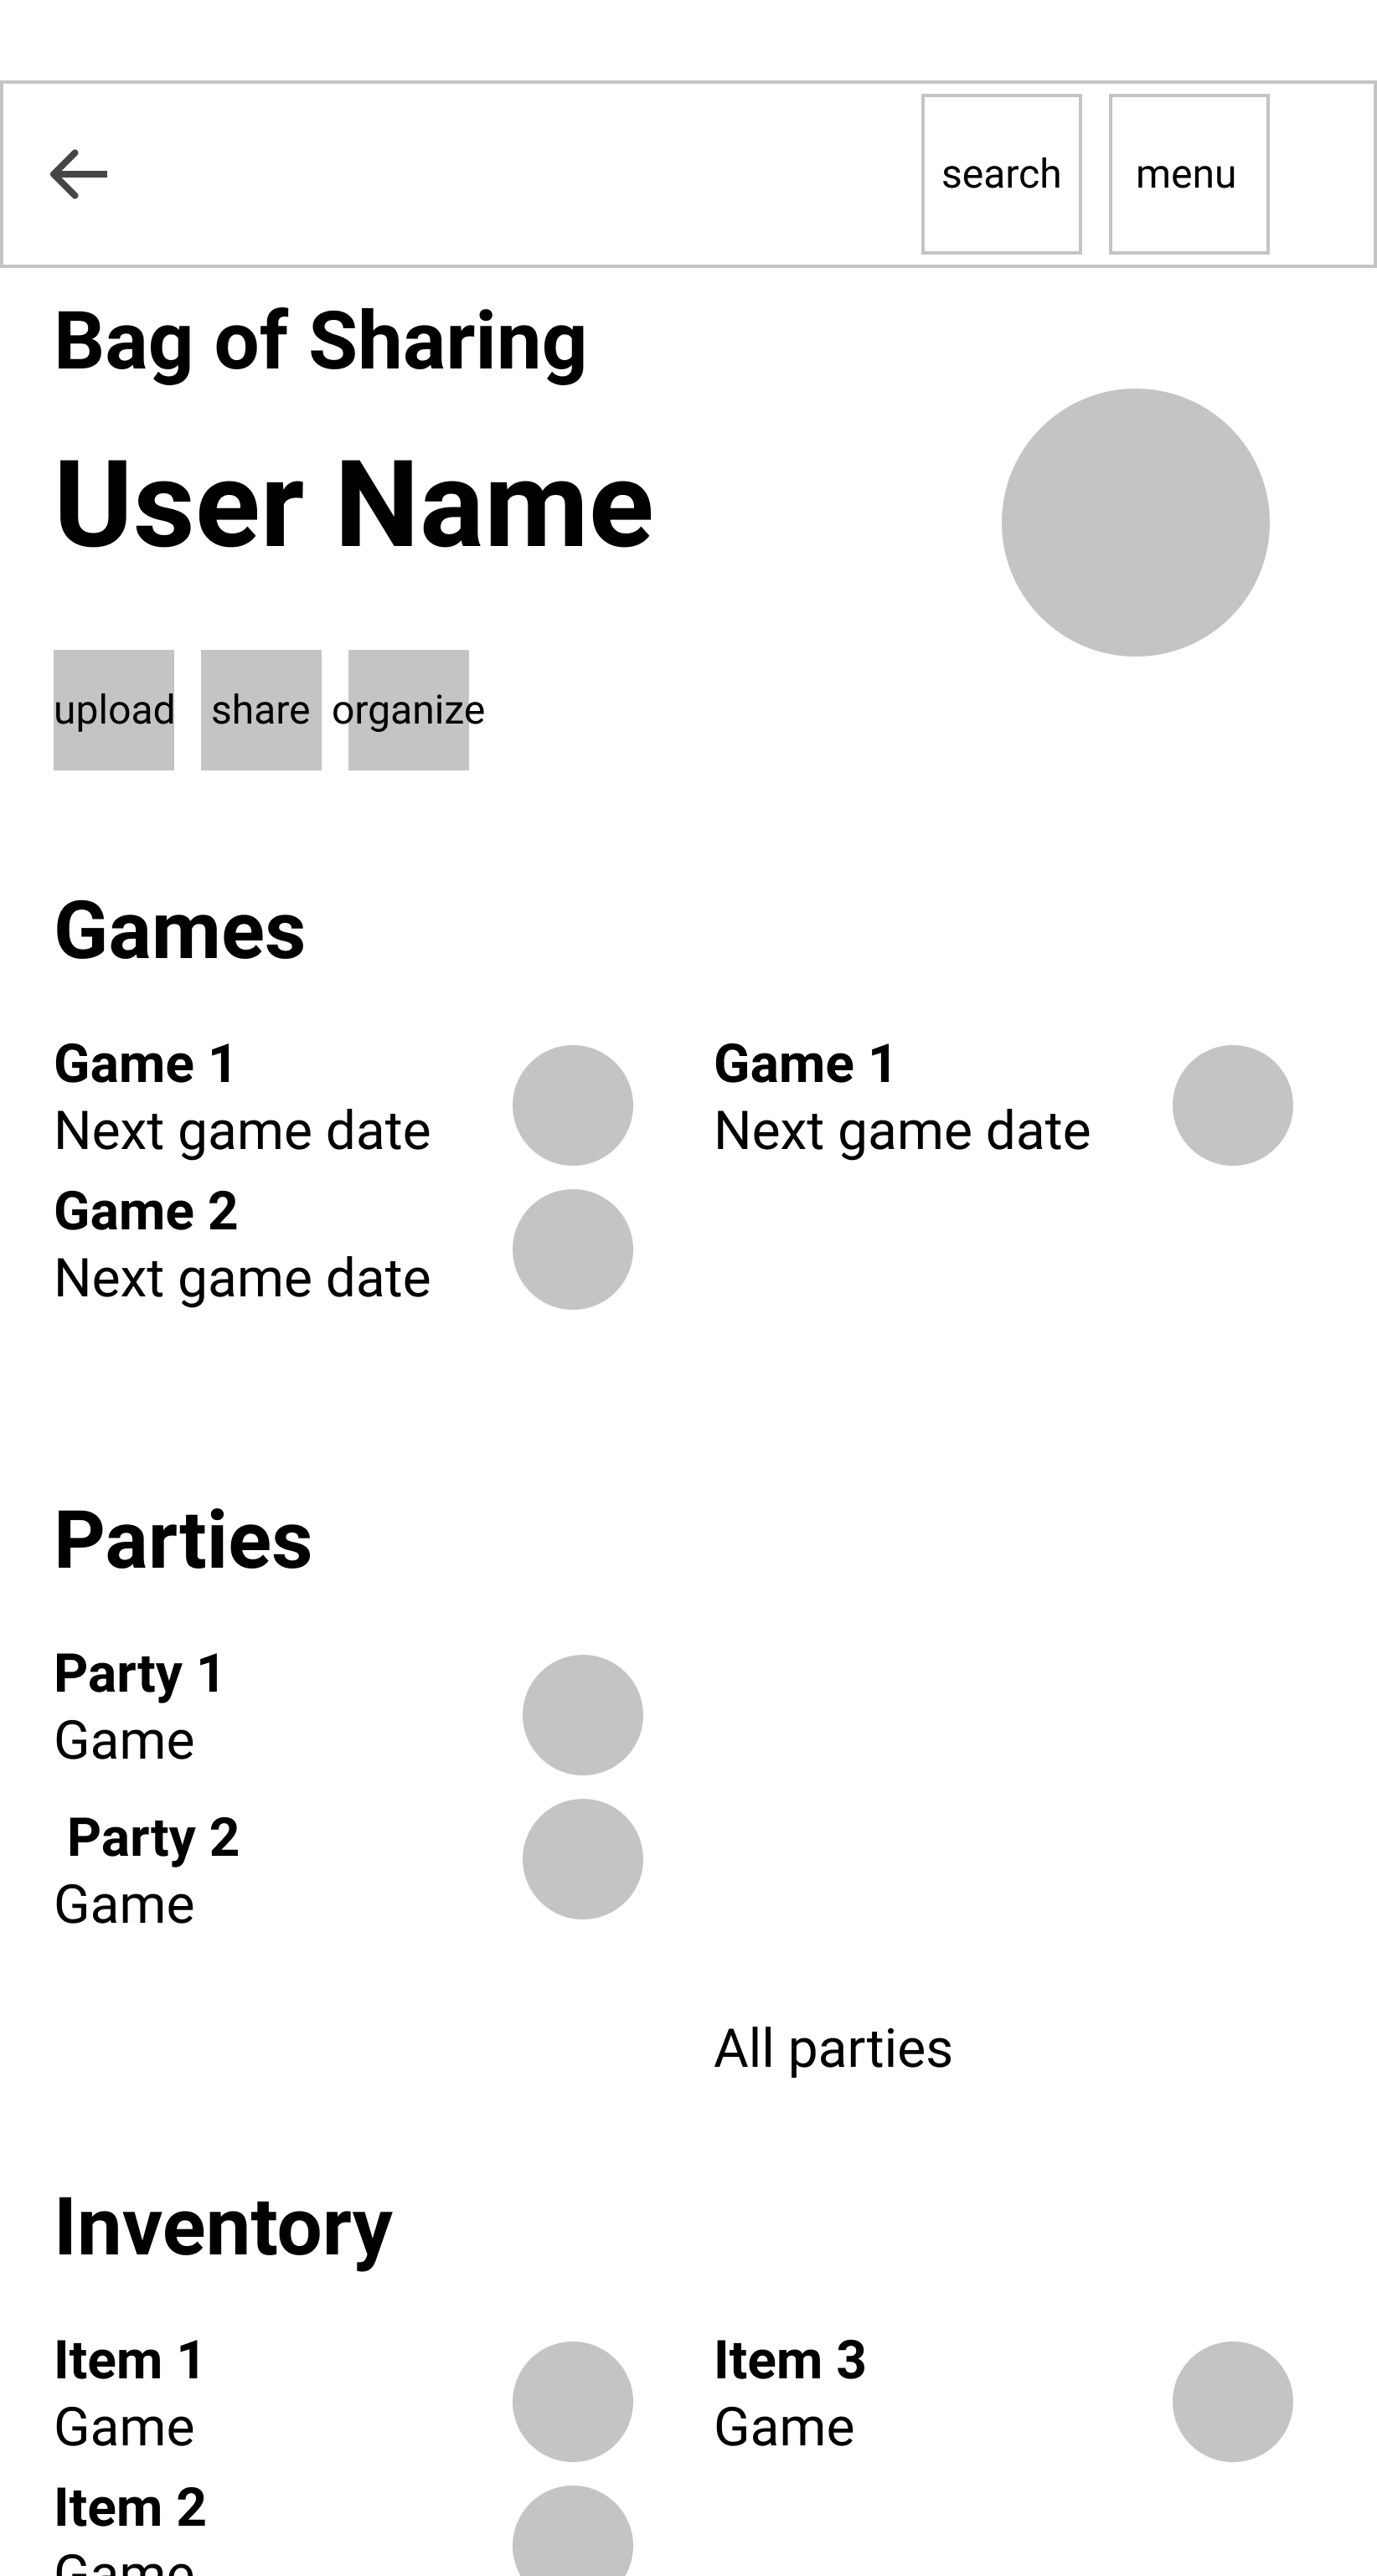 search menu
Bag of Sharing
User Name
upload share organize
Games
Game 1
Next game date
Game 2
Next game date
Game 1
Next game date
Parties
Party 1
Game
Party 2
Game
All parties
Inventory
Item 1
Game
Item 2
Game
Item 3
Game